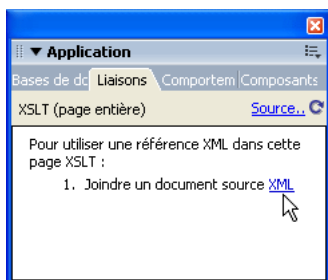 Application
Bases de dc Liaisons Comportem Composants
XSLT (page entière) Source..
Pour utiliser une référence XML dans cette
page XSLT :
1. Joindre un document source XML